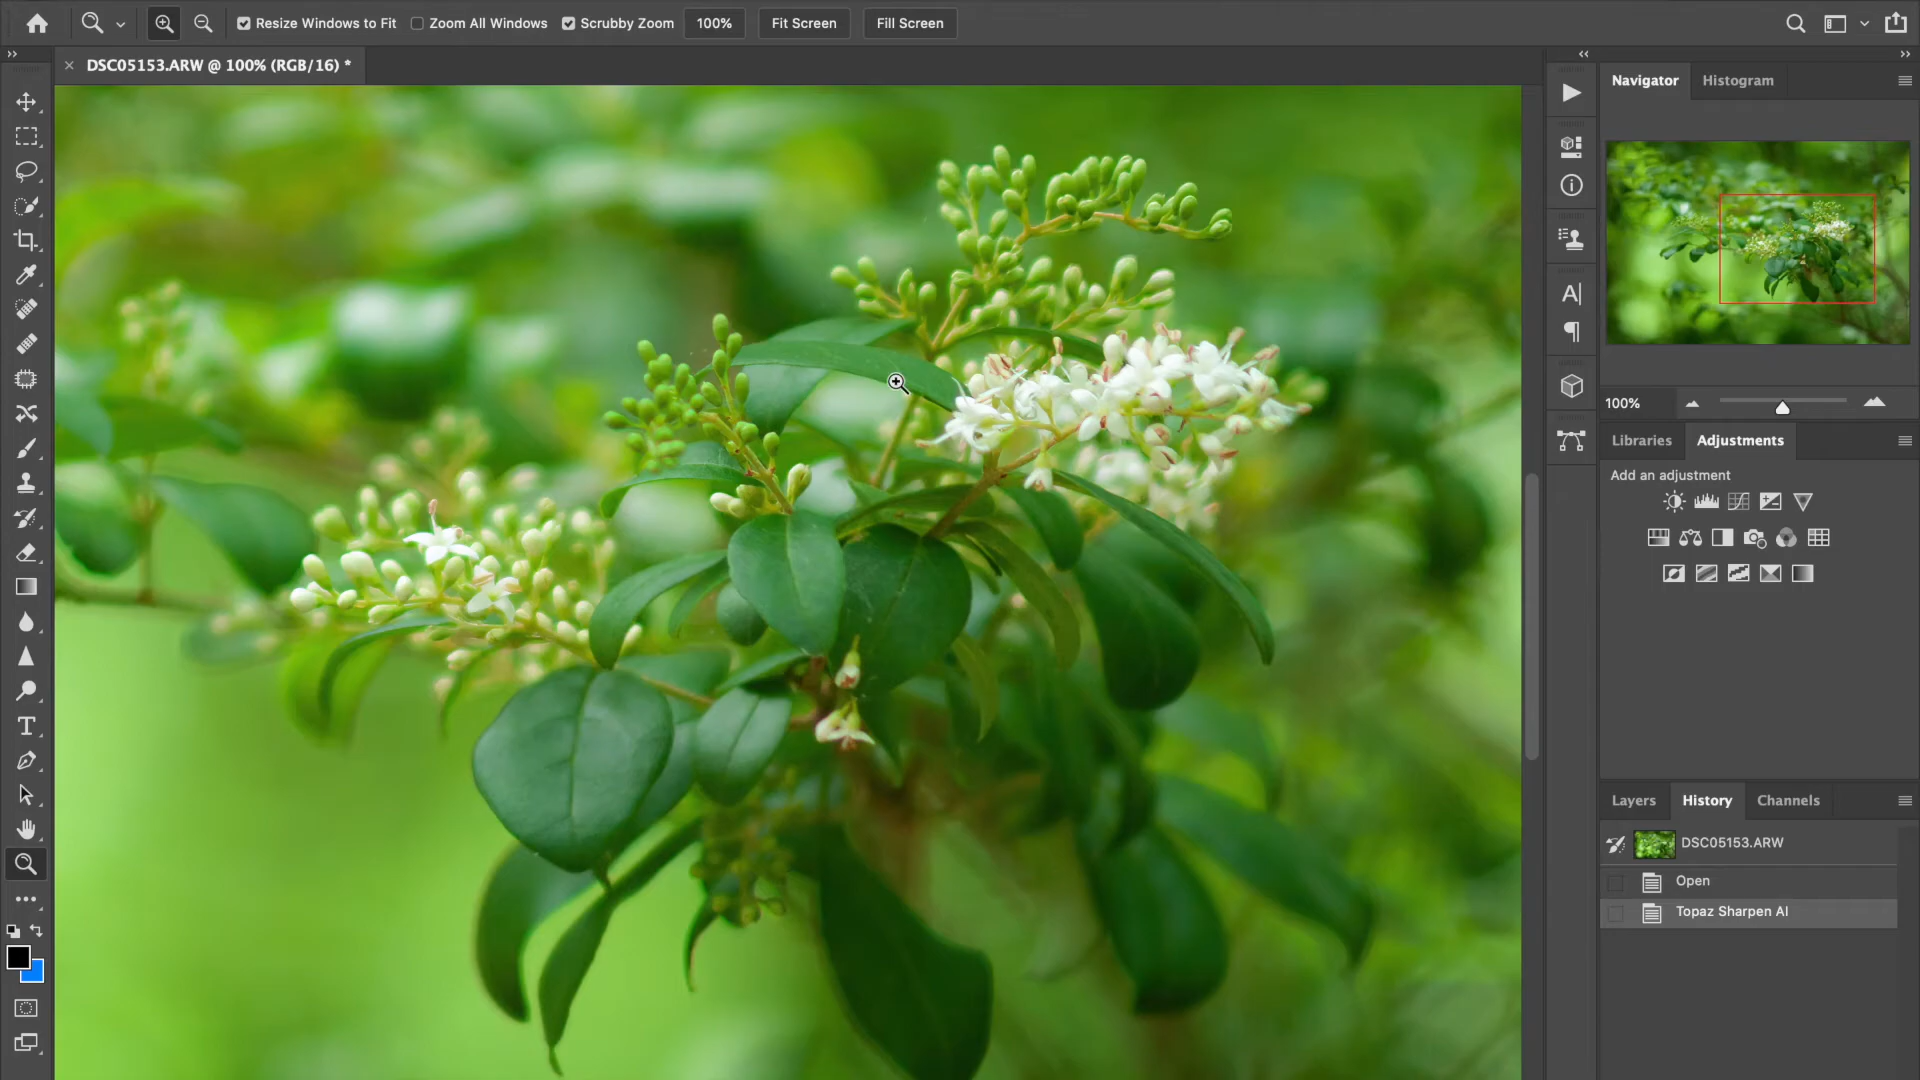 Resize Windows to Fit
Zoom All Windows
Scrubby Zoom
100%
Fit Screen
Fill Screen
DSC05153.ARW @ 100% (RGB/16) *
Navigator
Histogram
100%
Libraries
Adjustments
Add an adjustment
Layers
History
Channels
DSC05153.ARW
Open
Topaz Sharpen AI